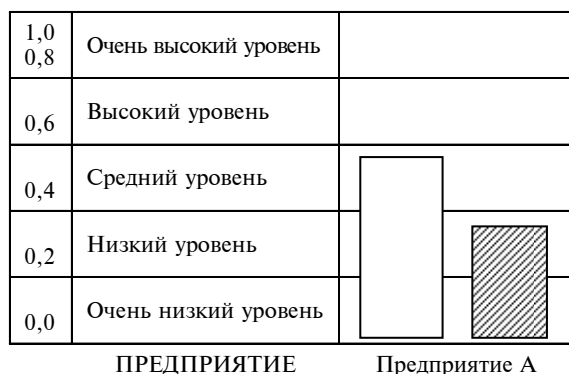 1,0
0,8 Очень высокий уровень
0,6 Высокий уровень
0,4 Средний уровень
0,2 Низкий уровень
0,0 Очень низкий уровень
ПРЕДПРИЯТИЕ Предприятие А